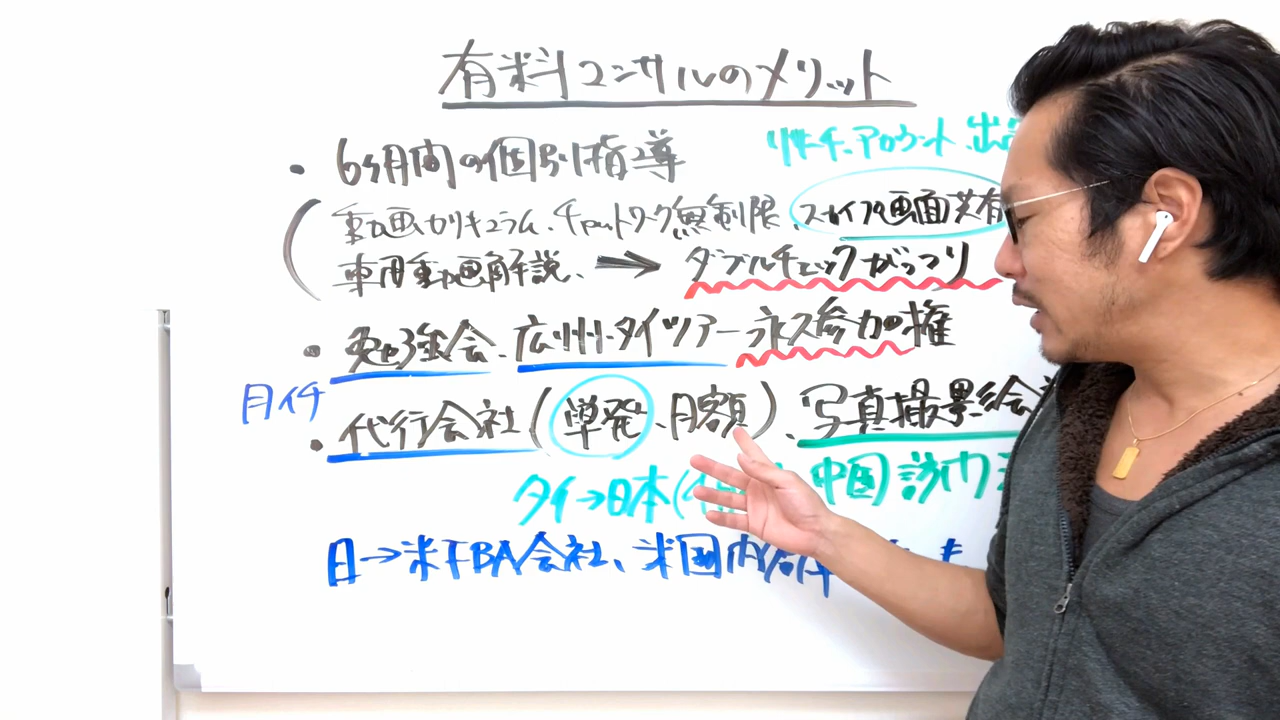 有料コンサルのメリット
リサーチ、アカウント、出
・6ヶ月間の個別指導
(動画カリキュラム、チャットワーク無制限、スカイプ画面共有
専用動画解説、→ダブルチェックがっつり
・勉強会、広州・タイツアー永久参加権
月イチ
・代行会社(単発、月額)、写真撮影会社
タイ→日本( 中国訪問
日→米FBA会社、米国内